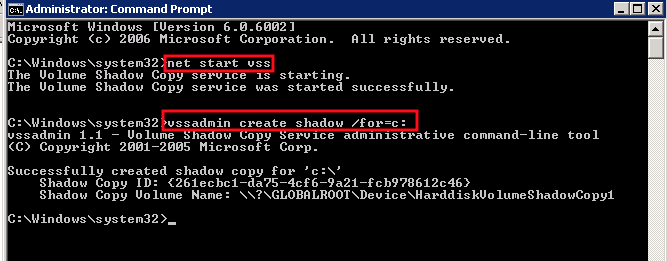 Administrator: Command Prompt
Microsoft Windows [Version 6.0.6002]
Copyright (c) 2006 Microsoft Corporation.  All rights reserved.
C:\Windows\system32>net start vss
The Volume Shadow Copy service is starting.
The Volume Shadow Copy service was started successfully.
C:\Windows\system32>vssadmin create shadow /for=c:
vssadmin 1.1 - Volume Shadow Copy Service administrative command-line tool
(C) Copyright 2001-2005 Microsoft Corp.
Successfully created shadow copy for 'c:\'
    Shadow Copy ID: {261ecbc1-da75-4cf6-9a21-fcb978612c46}
    Shadow Copy Volume Name: \\?\GLOBALROOT\Device\HarddiskVolumeShadowCopy1
C:\Windows\system32>_